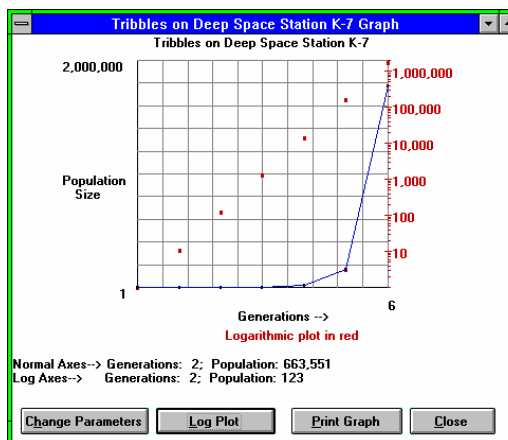 Tribbles on Deep Space Station K-7 Graph
Tribbles on Deep Space Station K-7
2,000,000
1,000,000
100,000
10,000
1,000
100
10
Population
Size
1
6
Generations -->
Logarithmic plot in red
Normal Axes--> Generations: 2; Population: 663,551
Log Axes--> Generations: 2; Population: 123
Change Parameters
Log Plot
Print Graph
Close